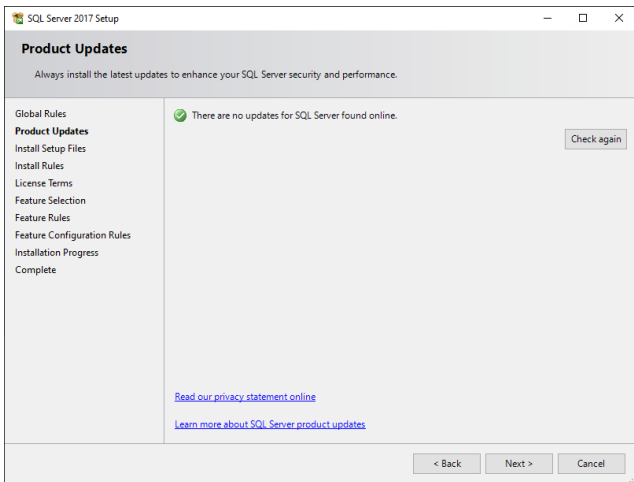 SQL Server 2017 Setup
Product Updates
Always install the latest updates to enhance your SQL Server security and performance.
Global Rules
Product Updates
Install Setup Files
Install Rules
License Terms
Feature Selection
Feature Rules
Feature Configuration Rules
Installation Progress
Complete
There are no updates for SQL Server found online.
Check again
Read our privacy statement online
Learn more about SQL Server product updates
< Back
Next >
Cancel